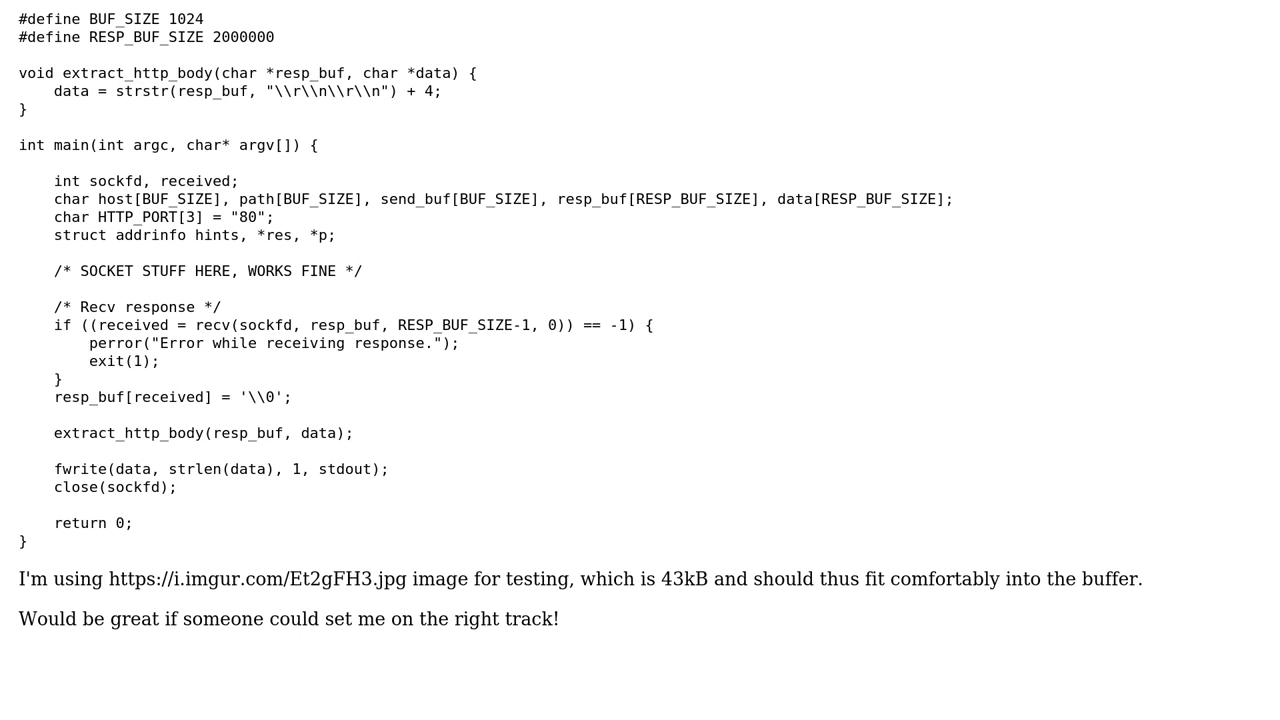 #define BUF_SIZE 1024
#define RESP_BUF_SIZE 2000000

void extract_http_body(char *resp_buf, char *data) {
    data = strstr(resp_buf, "\\r\\n\\r\\n") + 4;
}

int main(int argc, char* argv[]) {

    int sockfd, received;
    char host[BUF_SIZE], path[BUF_SIZE], send_buf[BUF_SIZE], resp_buf[RESP_BUF_SIZE], data[RESP_BUF_SIZE];
    char HTTP_PORT[3] = "80";
    struct addrinfo hints, *res, *p;

    /* SOCKET STUFF HERE, WORKS FINE */

    /* Recv response */
    if ((received = recv(sockfd, resp_buf, RESP_BUF_SIZE-1, 0)) == -1) {
        perror("Error while receiving response.");
        exit(1);
    }
    resp_buf[received] = '\\0';

    extract_http_body(resp_buf, data);

    fwrite(data, strlen(data), 1, stdout);
    close(sockfd);

    return 0;
}

I'm using https://i.imgur.com/Et2gFH3.jpg image for testing, which is 43kB and should thus fit comfortably into the buffer.

Would be great if someone could set me on the right track!